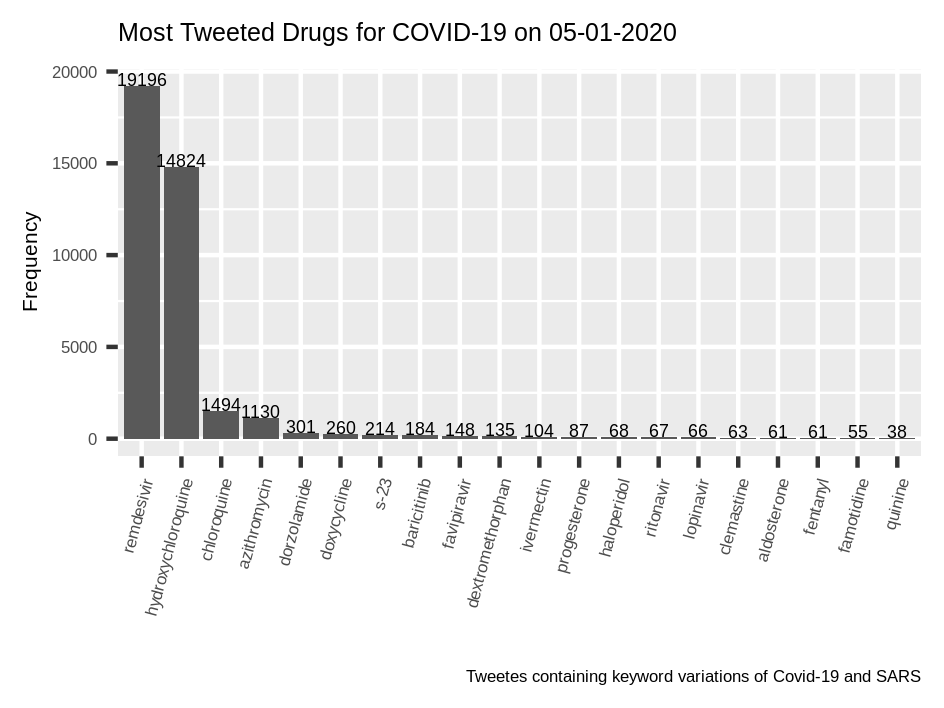 Most Tweeted Drugs for COVID-19 on 05-01-2020
Frequency
20000
15000
10000
5000
0
19196
14824
1494
1130
301
260
214
184
148
135
104
87
68
67
66
63
61
61
55
38
remdesivir
hydroxychloroquine
chloroquine
azithromycin
dorzolamide
doxycycline
s-23
baricitinib
favipiravir
dextromethorphan
ivermectin
progesterone
haloperidol
ritonavir
lopinavir
clemastine
aldosterone
fentanyl
famotidine
quinine
Tweetes containing keyword variations of Covid-19 and SARS